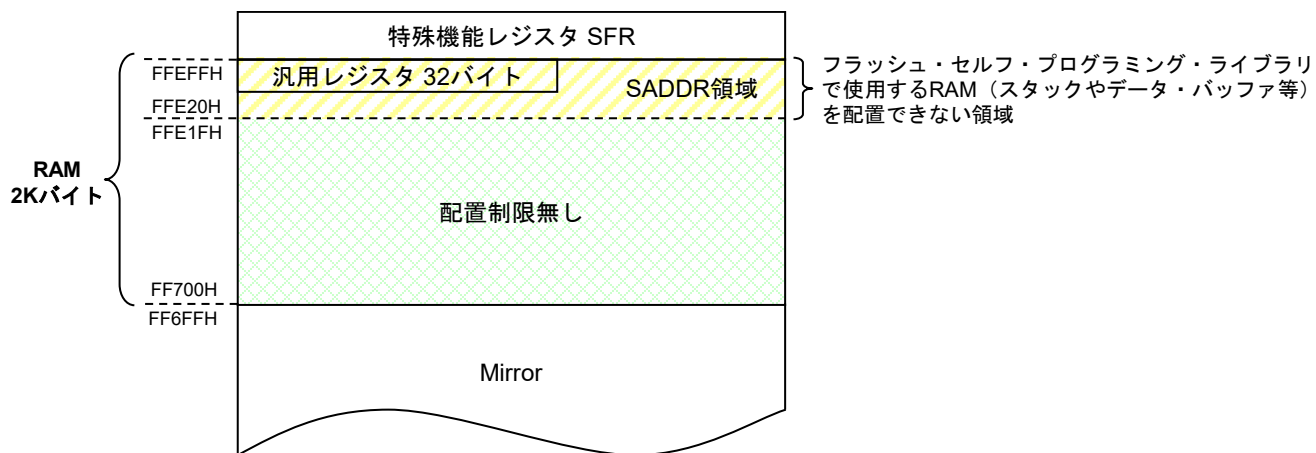 特殊機能レジスタ SFR
FFEFFH
汎用レジスタ 32バイト
SADDR領域
FFE20H
FFE1FH
フラッシュ・セルフ・プログラミング・ライブラリ
で使用するRAM（スタックやデータ・バッファ等）
を配置できない領域
RAM
2Kバイト
配置制限無し
FF700H
FF6FFH
Mirror